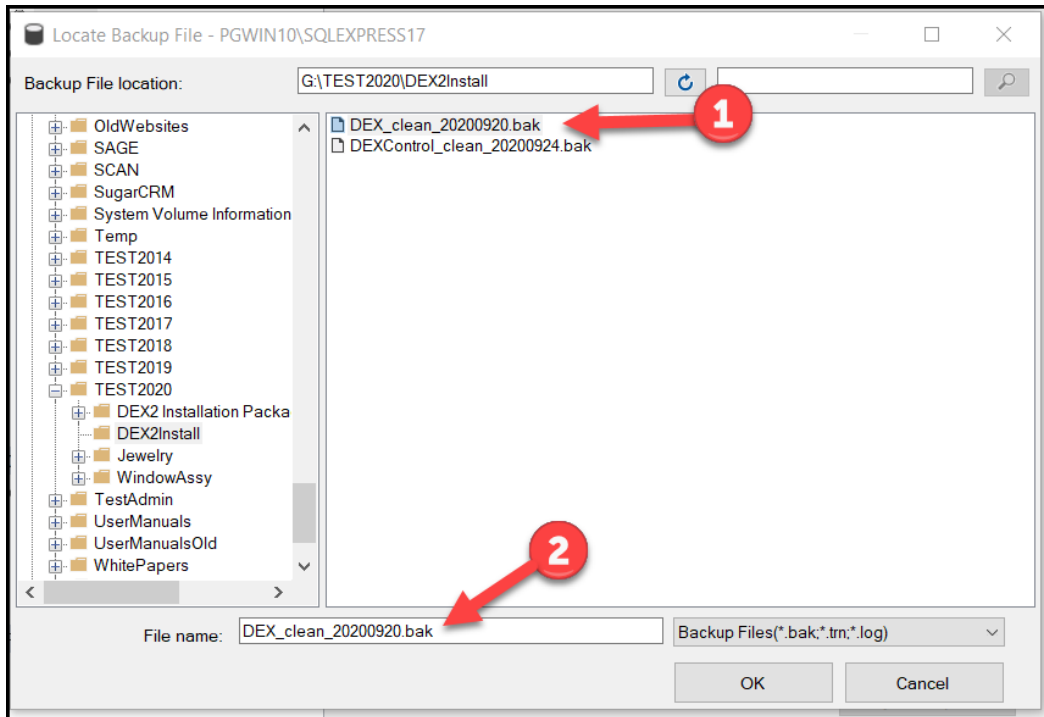 Locate Backup File - PGWIN10\SQLEXPRESS17
Backup File location:
G:\TEST2020\DEX2Install
OldWebsites
SAGE
SCAN
SugarCRM
System Volume Information
Temp
TEST2014
TEST2015
TEST2016
TEST2017
TEST2018
TEST2019
TEST2020
DEX2 Installation Packa
DEX2Install
Jewelry
WindowAssy
TestAdmin
UserManuals
UserManualsOld
WhitePapers
DEX_clean_20200920.bak
1
DEXControl_clean_20200924.bak
2
File name:
DEX_clean_20200920.bak
Backup Files(*.bak;*.trn;*.log)
OK
Cancel